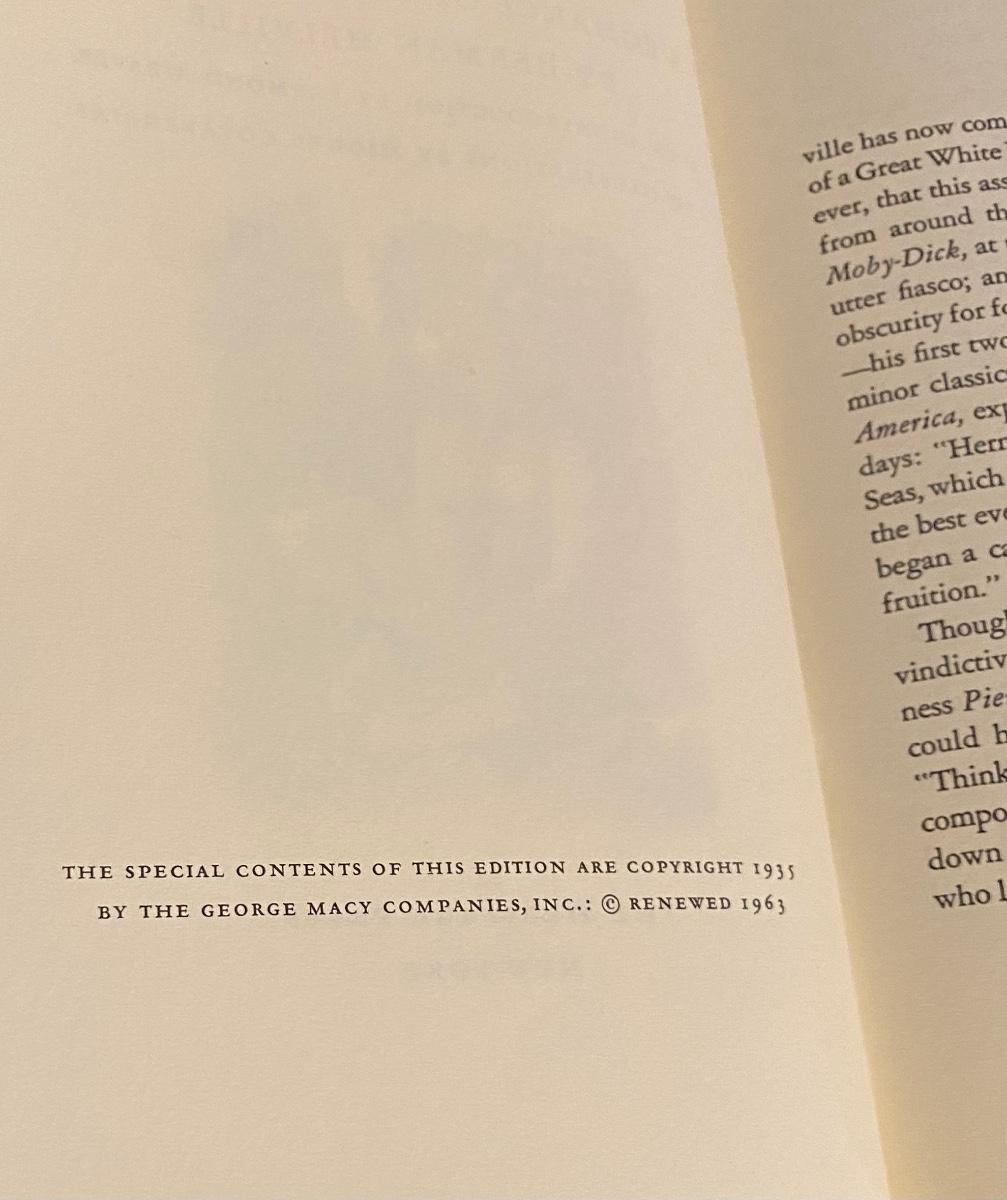 THE SPECIAL CONTENTS OF THIS EDITION ARE COPYRIGHT 1935
BY THE GEORGE MACY COMPANIES, INC.: © RENEWED 1963
ville has now com
of a Great White
ever, that this ass
from around th
Moby-Dick, at
utter fiasco; an
obscurity for fo
—his first two
minor classic
America, exp
days: “Herr
Seas, which
the best eve
began a ca
fruition.”
Thoug
vindictiv
ness Pie
could h
“Think
compo
down
who l